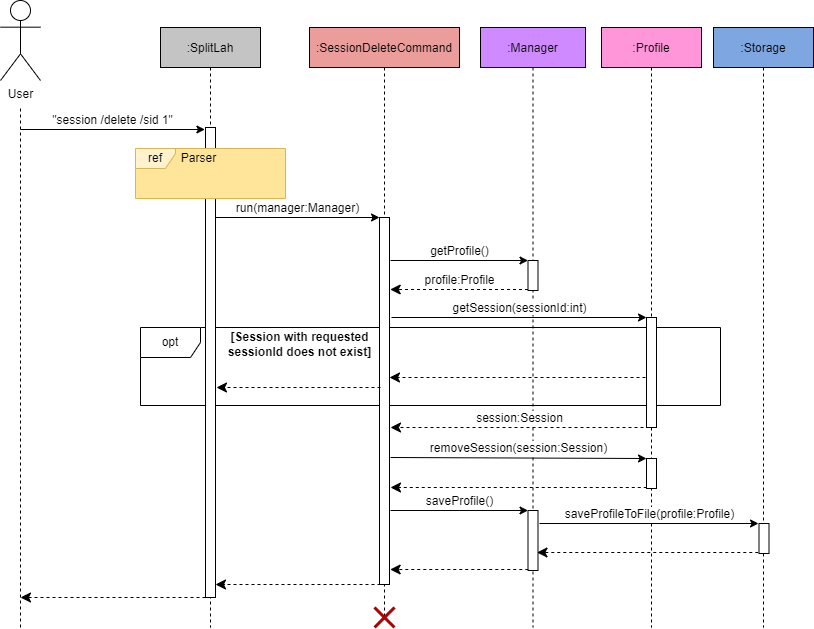 :SplitLah
:SessionDeleteCommand
:Manager
:Profile
:Storage
User
"session /delete /sid 1"
ref
Parser
run(manager:Manager)
getProfile()
profile:Profile
getSession(sessionId:int)
opt
[Session with requested
sessionId does not exist]
session:Session
removeSession(session:Session)
saveProfile()
saveProfileToFile(profile:Profile)